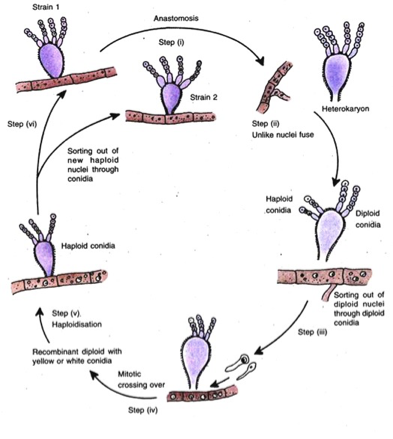 Strain 1
Anastomosis
Step (i)
Strain 2
Heterokaryon
Step (ii)
Unlike nuclei fuse
Step (vi)
Sorting out of
new haploid
nuclei through
conidia
Haploid
conidia
Diploid
conidia
Haploid conidia
Sorting out of
diploid nuclei
through diploid
conidia
Step (iii)
Step (v).
Haploidisation
Recombinant diploid with
yellow or white conidia
Mitotic
crossing over
Step (iv)